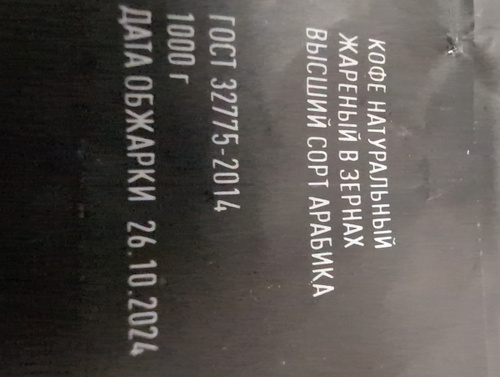 КОФЕ НАТУРАЛЬНЫЙ
ЖАРЕНЫЙ В ЗЕРНАХ
ВЫСШИЙ СОРТ АРАБИКА
ГОСТ 32775-2014
1000 г
ДАТА ОБЖАРКИ 26.10.2024